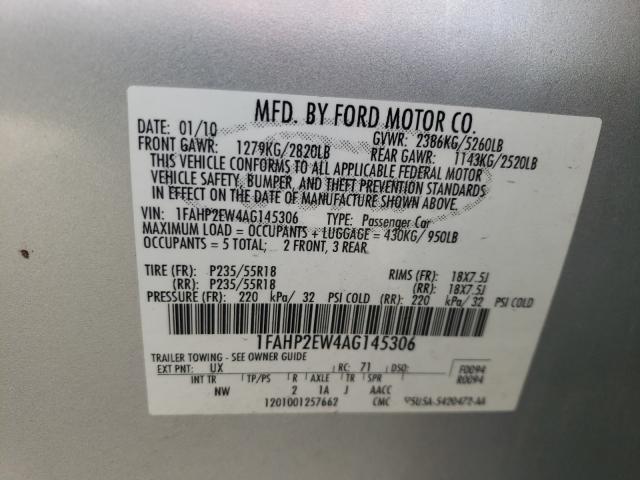 MFD. BY FORD MOTOR CO.
DATE: 01/10 GVWR: 2386KG/5260LB
FRONT GAWR: 1279KG/2820LB REAR GAWR: 1143KG/2520LB
THIS VEHICLE CONFORMS TO ALL APPLICABLE FEDERAL MOTOR
VEHICLE SAFETY, BUMPER, AND THEFT PREVENTION STANDARDS
IN EFFECT ON THE DATE OF MANUFACTURE SHOWN ABOVE.
VIN: 1FAHP2EW4AG145306 TYPE: Passenger Car
MAXIMUM LOAD = OCCUPANTS + LUGGAGE = 430KG/ 950LB
OCCUPANTS = 5 TOTAL; 2 FRONT, 3 REAR
TIRE (FR): P235/55R18 RIMS (FR): 18X7.5J
(RR): P235/55R18 (RR): 18X7.5J
PRESSURE (FR): 220 kPa/ 32 PSI COLD (RR): 220 kPa/ 32 PSI COLD
1FAHP2EW4AG145306
TRAILER TOWING - SEE OWNER GUIDE
EXT PNT: UX RC: 71 DSO: F0094
R0094
INT TR TP/PS R AXLE TR SPR
NW 2 1A J AACC
1201001257662 CMC 5U5A-5420472-AA